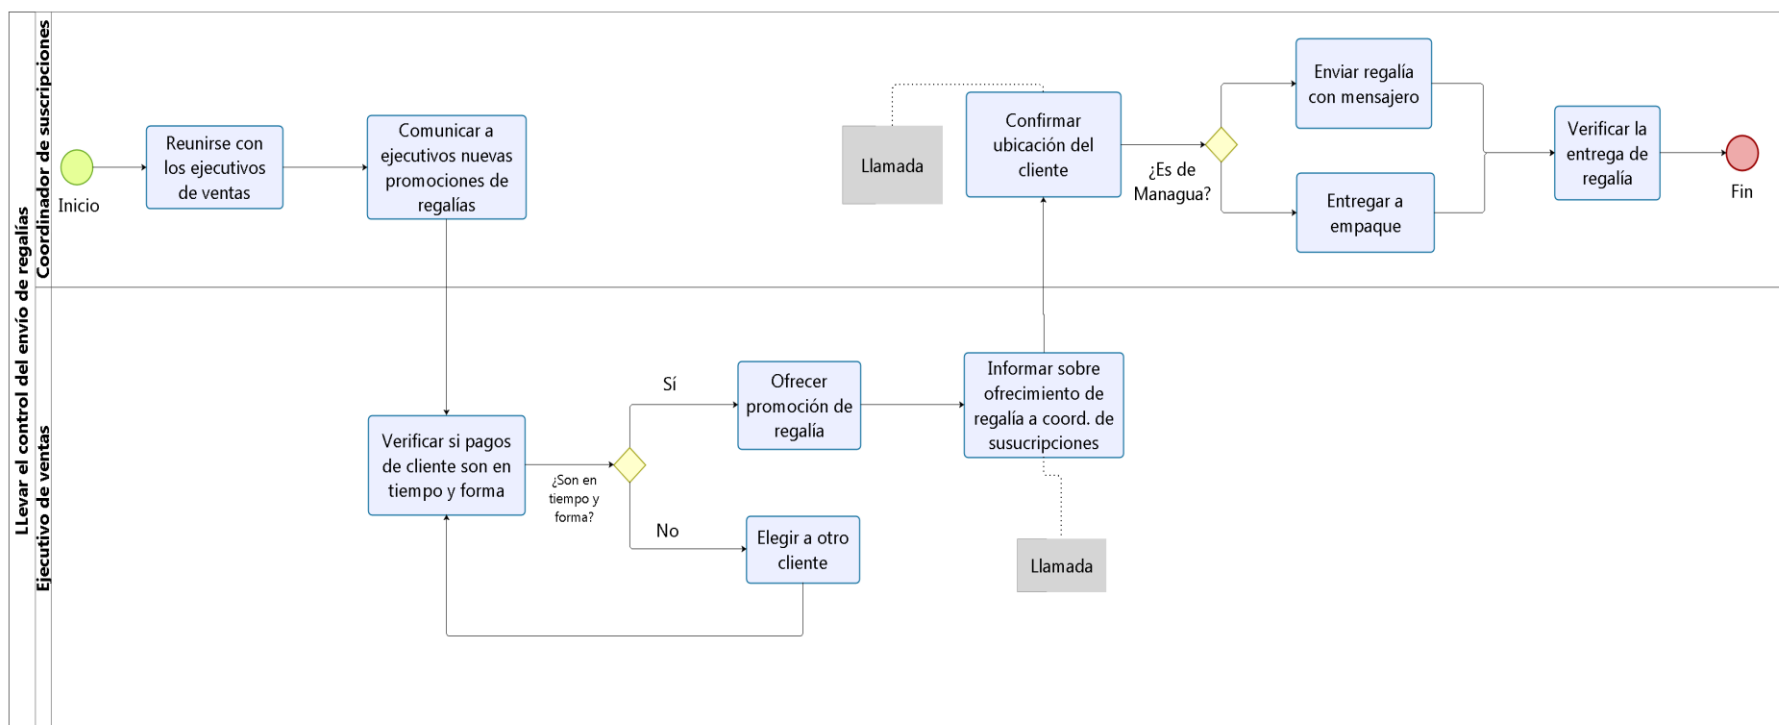 LLevar el control del envío de regalías
Coordinador de suscripciones
Inicio
Reunirse con
los ejecutivos
de ventas
Comunicar a
ejecutivos nuevas
promociones de
regalías
Llamada
Confirmar
ubicación del
cliente
¿Es de
Managua?
Enviar regalía
con mensajero
Entregar a
empaque
Verificar la
entrega de
regalía
Fin
Ejecutivo de ventas
Verificar si pagos
de cliente son en
tiempo y forma
¿Son en
tiempo y
forma?
Sí
Ofrecer
promoción de
regalía
No
Elegir a otro
cliente
Informar sobre
ofrecimiento de
regalía a coord. de
susucripciones
Llamada